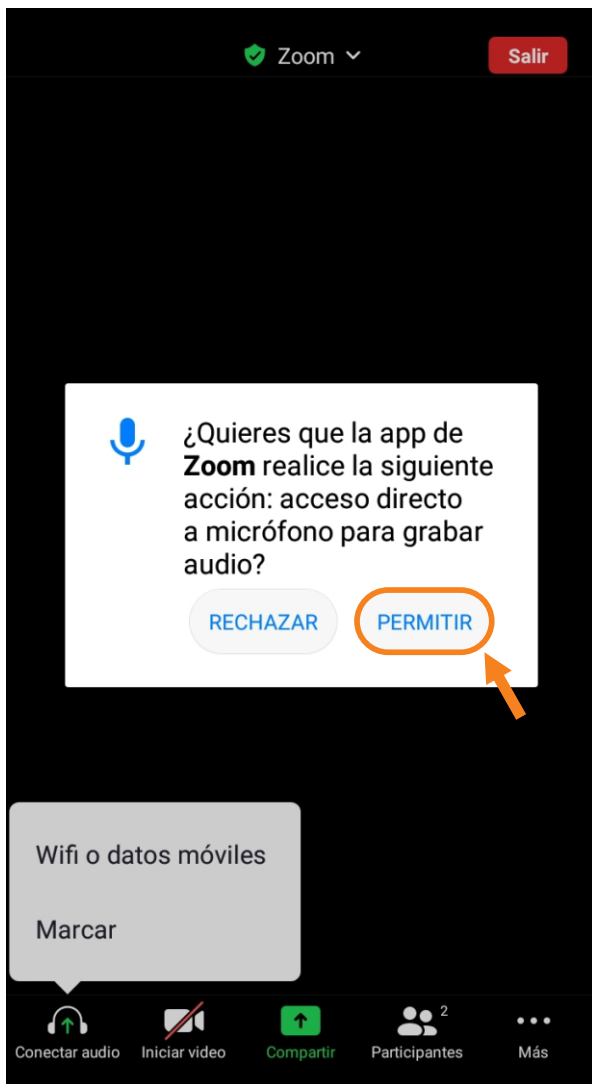 Zoom
Salir
¿Quieres que la app de
Zoom realice la siguiente
acción: acceso directo
a micrófono para grabar
audio?
RECHAZAR
PERMITIR
Wifi o datos móviles
Marcar
2
Conectar audio
Iniciar video
Compartir
Participantes
Más